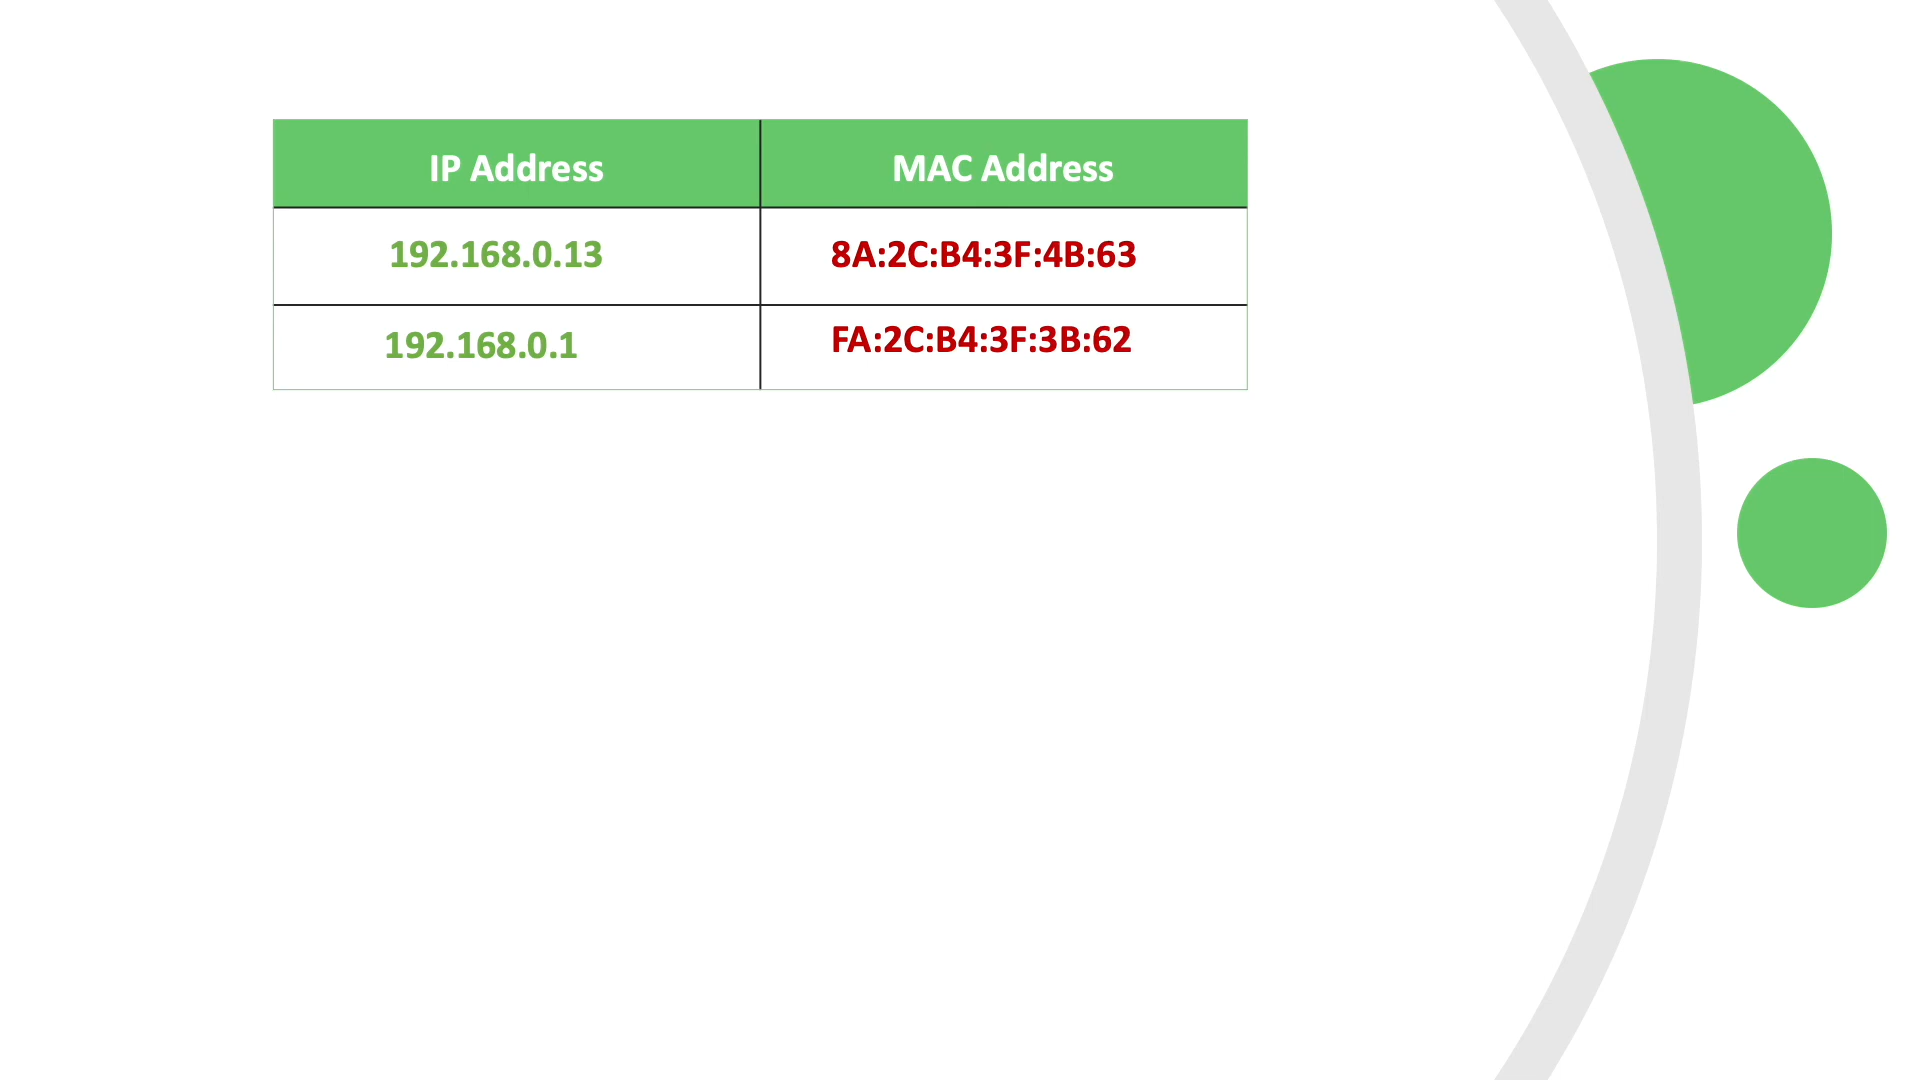 IP Address MAC Address
192.168.0.13 8A:2C:B4:3F:4B:63
192.168.0.1 FA:2C:B4:3F:3B:62